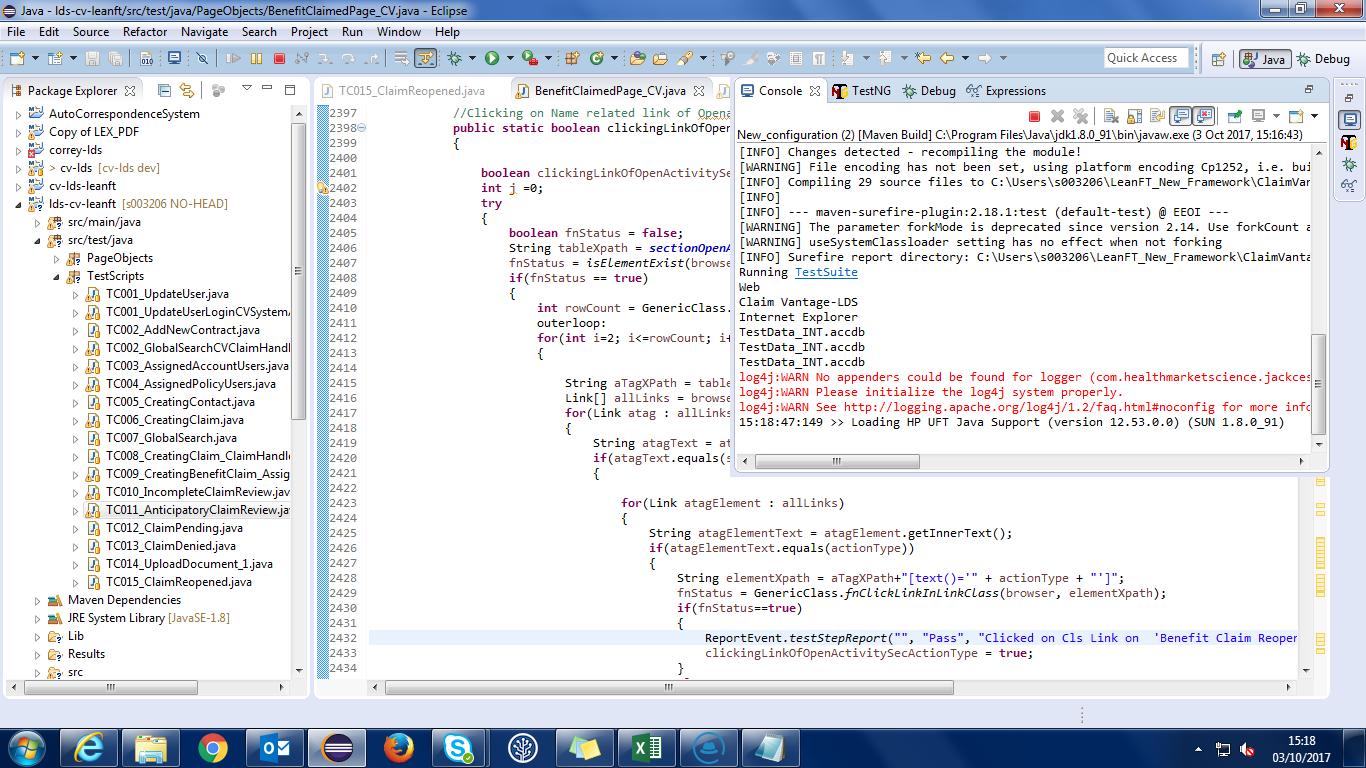 Java - lds-cv-leanft/src/test/java/PageObjects/BenefitClaimedPage_CV.java - Eclipse
File Edit Source Refactor Navigate Search Project Run Window Help
Quick Access
Java
Debug
Package Explorer
AutoCorrespondenceSystem
Copy of LEX_PDF
correy-lds
> cv-lds [cv-lds dev]
cv-lds-leanft
lds-cv-leanft [s003206 NO-HEAD]
src/main/java
src/test/java
PageObjects
TestScripts
TC001_UpdateUser.java
TC001_UpdateUserLoginCVSystem
TC002_AddNewContract.java
TC002_GlobalSearchCVClaimHandl
TC003_AssignedAccountUsers.java
TC004_AssignedPolicyUsers.java
TC005_CreatingContact.java
TC006_CreatingClaim.java
TC007_GlobalSearch.java
TC008_CreatingClaim_ClaimHandl
TC009_CreatingBenefitClaim_Assig
TC010_IncompleteClaimReview.jav
TC011_AnticipatoryClaimReview.ja
TC012_ClaimPending.java
TC013_ClaimDenied.java
TC014_UploadDocument_1.java
TC015_ClaimReopened.java
Maven Dependencies
JRE System Library [JavaSE-1.8]
Lib
Results
src
TC015_ClaimReopened.java
BenefitClaimedPage_CV.java
2397 //Clicking on Name related link of Opena
2398 public static boolean clickingLinkOfOpen
2399 {
2400
2401 boolean clickingLinkOfOpenActivitySe
2402 int j =0;
2403 try
2404 {
2405 boolean fnStatus = false;
2406 String tableXpath = sectionOpenA
2407 fnStatus = isElementExist(browse
2408 if(fnStatus == true)
2409 {
2410 int rowCount = GenericClass.
2411 outerloop:
2412 for(int i=2; i<=rowCount; i+
2413 {
2414
2415 String aTagXPath = table
2416 Link[] allLinks = browse
2417 for(Link atag : allLinks
2418 {
2419 String atagText = at
2420 if(atagText.equals(s
2421 {
2422
2423 for(Link atagElement : allLinks)
2424 {
2425 String atagElementText = atagElement.getInnerText();
2426 if(atagElementText.equals(actionType))
2427 {
2428 String elementXpath = aTagXPath+"[text()='" + actionType + "']";
2429 fnStatus = GenericClass.fnClickLinkInLinkClass(browser, elementXpath);
2430 if(fnStatus==true)
2431 {
2432 ReportEvent.testStepReport("", "Pass", "Clicked on Cls Link on 'Benefit Claim Reoper
2433 clickingLinkOfOpenActivitySecActionType = true;
2434 }
Console
TestNG
Debug
Expressions
New_configuration (2) [Maven Build] C:\Program Files\Java\jdk1.8.0_91\bin\javaw.exe (3 Oct 2017, 15:16:43)
[INFO] Changes detected - recompiling the module!
[WARNING] File encoding has not been set, using platform encoding Cp1252, i.e. bui
[INFO] Compiling 29 source files to C:\Users\s003206\LeanFT_New_Framework\ClaimVan
[INFO]
[INFO] --- maven-surefire-plugin:2.18.1:test (default-test) @ EEOI ---
[WARNING] The parameter forkMode is deprecated since version 2.14. Use forkCount a
[WARNING] useSystemClassloader setting has no effect when not forking
[INFO] Surefire report directory: C:\Users\s003206\LeanFT_New_Framework\ClaimVanta
Running TestSuite
Web
Claim Vantage-LDS
Internet Explorer
TestData_INT.accdb
TestData_INT.accdb
TestData_INT.accdb
log4j:WARN No appenders could be found for logger (com.healthmarketscience.jackces
log4j:WARN Please initialize the log4j system properly.
log4j:WARN See http://logging.apache.org/log4j/1.2/faq.html#noconfig for more info
15:18:47:149 >> Loading HP UFT Java Support (version 12.53.0.0) (SUN 1.8.0_91)
15:18
03/10/2017